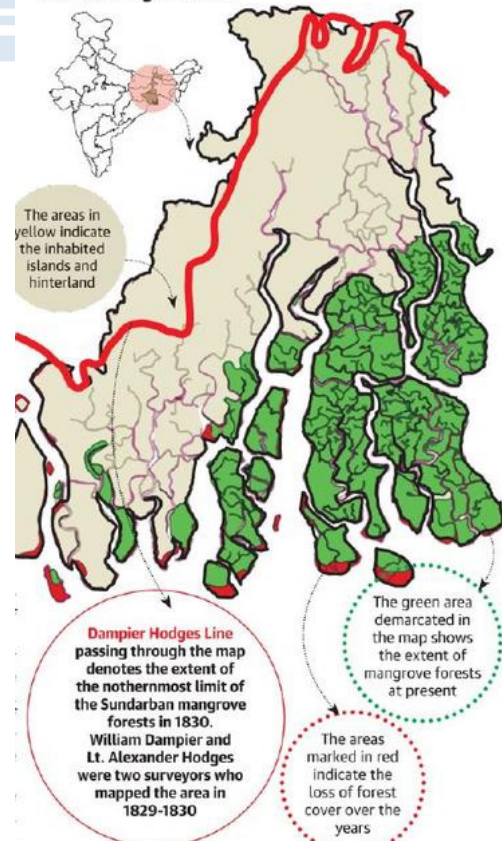 The areas in
yellow indicate
the inhabited
islands and
hinterland
Dampier Hodges Line
passing through the map
denotes the extent of
the nothernmost limit of
the Sundarban mangrove
forests in 1830.
William Dampier and
Lt. Alexander Hodges
were two surveyors who
mapped the area in
1829-1830
The green area
demarcated in
the map shows
the extent of
mangrove forests
at present
The areas
marked in red
indicate the
loss of forest
cover over the
years